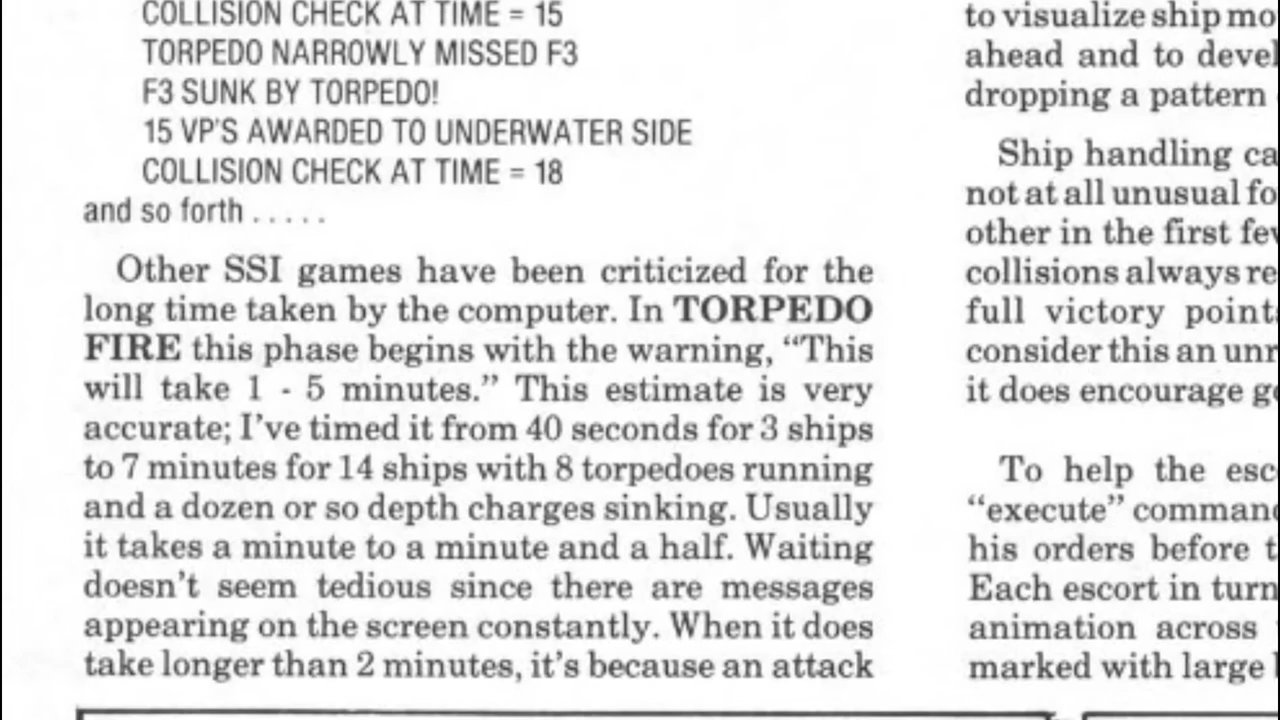 COLLISION CHECK AT TIME = 15
TORPEDO NARROWLY MISSED F3
F3 SUNK BY TORPEDO!
15 VP'S AWARDED TO UNDERWATER SIDE
COLLISION CHECK AT TIME = 18
and so forth . . . . .
Other SSI games have been criticized for the
long time taken by the computer. In TORPEDO
FIRE this phase begins with the warning, “This
will take 1 - 5 minutes.” This estimate is very
accurate; I've timed it from 40 seconds for 3 ships
to 7 minutes for 14 ships with 8 torpedoes running
and a dozen or so depth charges sinking. Usually
it takes a minute to a minute and a half. Waiting
doesn't seem tedious since there are messages
appearing on the screen constantly. When it does
take longer than 2 minutes, it's because an attack
to visualize ship mo
ahead and to devel
dropping a pattern
Ship handling ca
not at all unusual fo
other in the first few
collisions always re
full victory point
consider this an unr
it does encourage go
To help the esc
“execute” command
his orders before t
Each escort in turn
animation across
marked with large